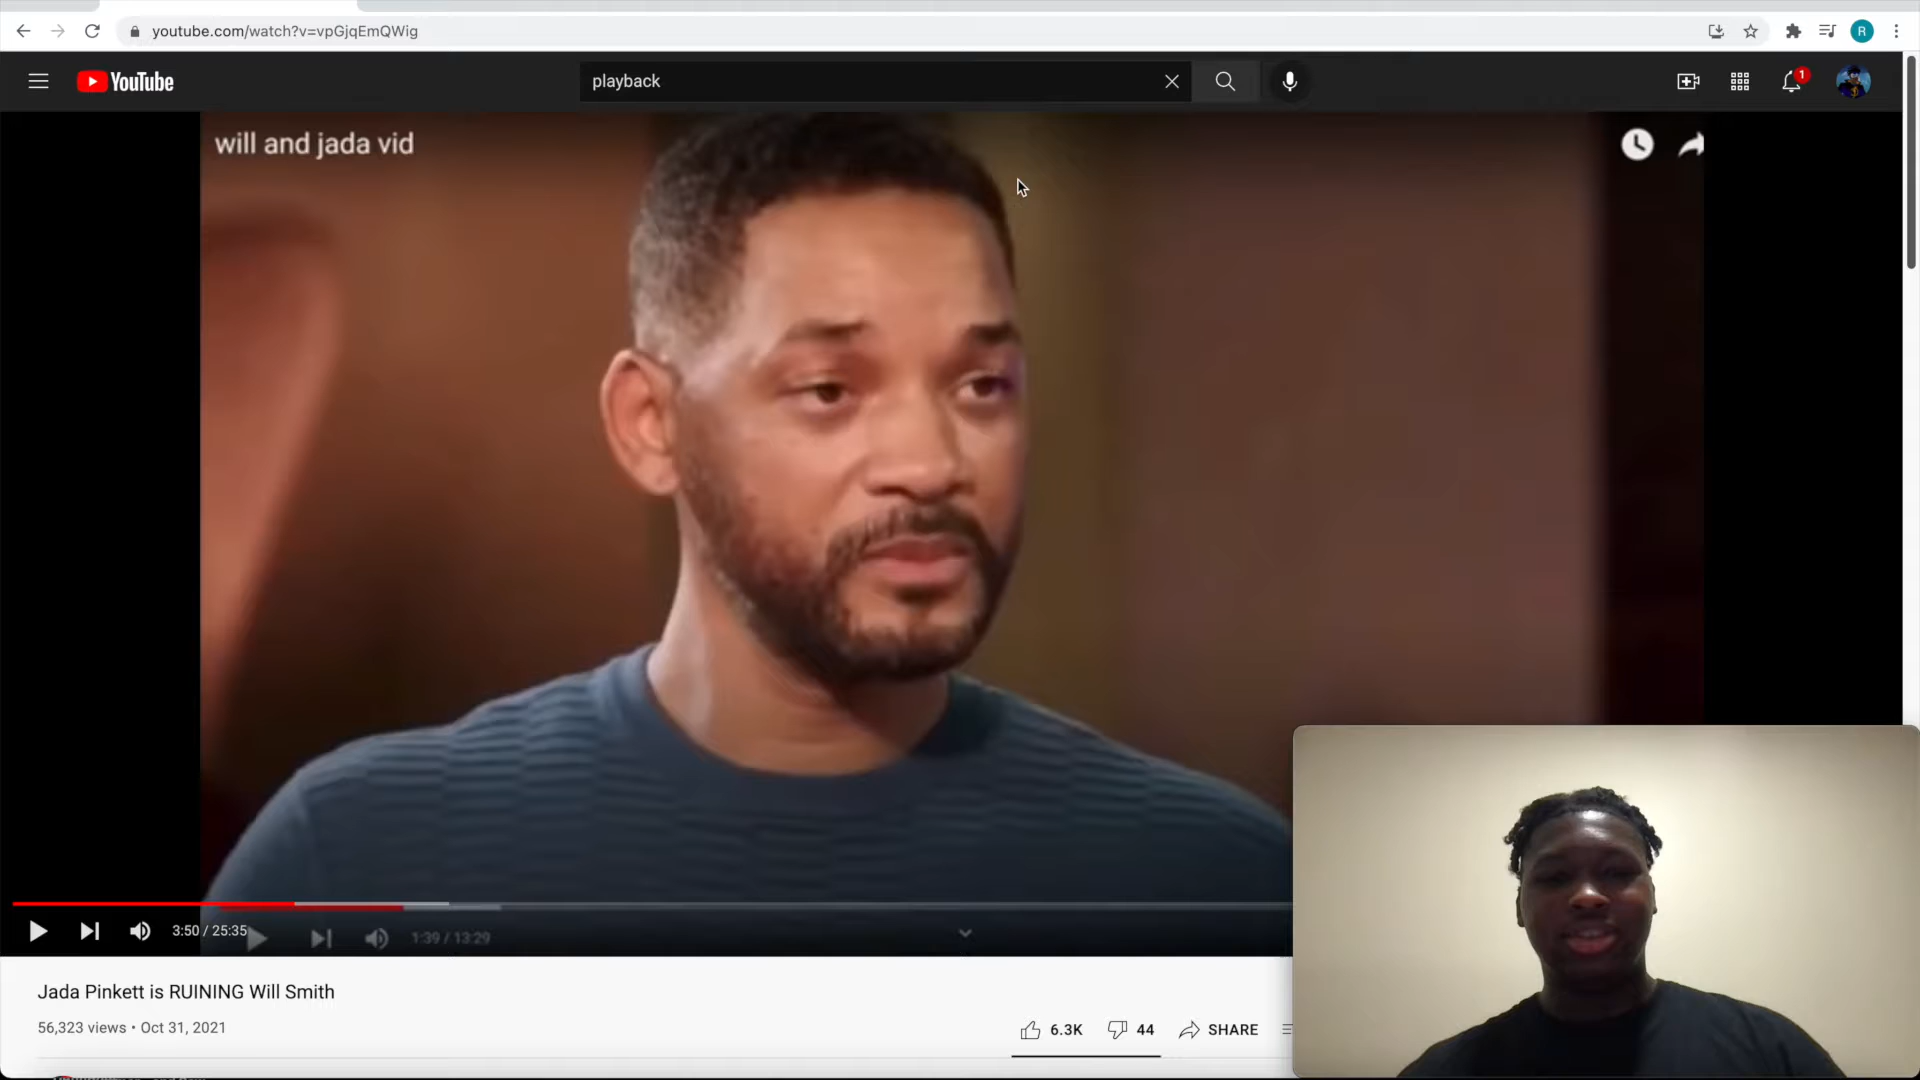 youtube.com/watch?v=vpGjqEmQWig
R
YouTube
playback
1
will and jada vid
3:50 / 25:35
1:39 / 13:29
Jada Pinkett is RUINING Will Smith
56,323 views • Oct 31, 2021
6.3K
44
SHARE